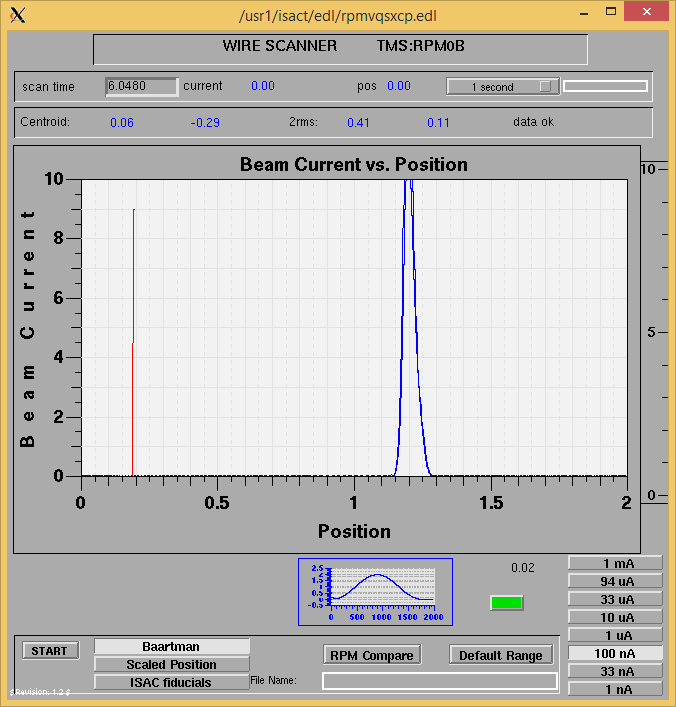 /usr1/isact/edl/rpmvqsxcp.edl
WIRE SCANNER TMS:RPM0B
scan time 6.0480 current 0.00 pos 0.00 1 second
Centroid: 0.06 -0.29 2rms: 0.41 0.11 data ok
Beam Current vs. Position
10
8
6
4
2
0
Beam Current
0 0.5 1 1.5 2
Position
10
5
0
2.5
2
1.5
1
0.5
0
-0.5
0 500 1000 1500 2000
0.02
1 mA
94 uA
33 uA
10 uA
1 uA
100 nA
33 nA
1 nA
START
Baartman
Scaled Position
ISAC fiducials
RPM Compare
Default Range
File Name:
$Revision: 1.2 $